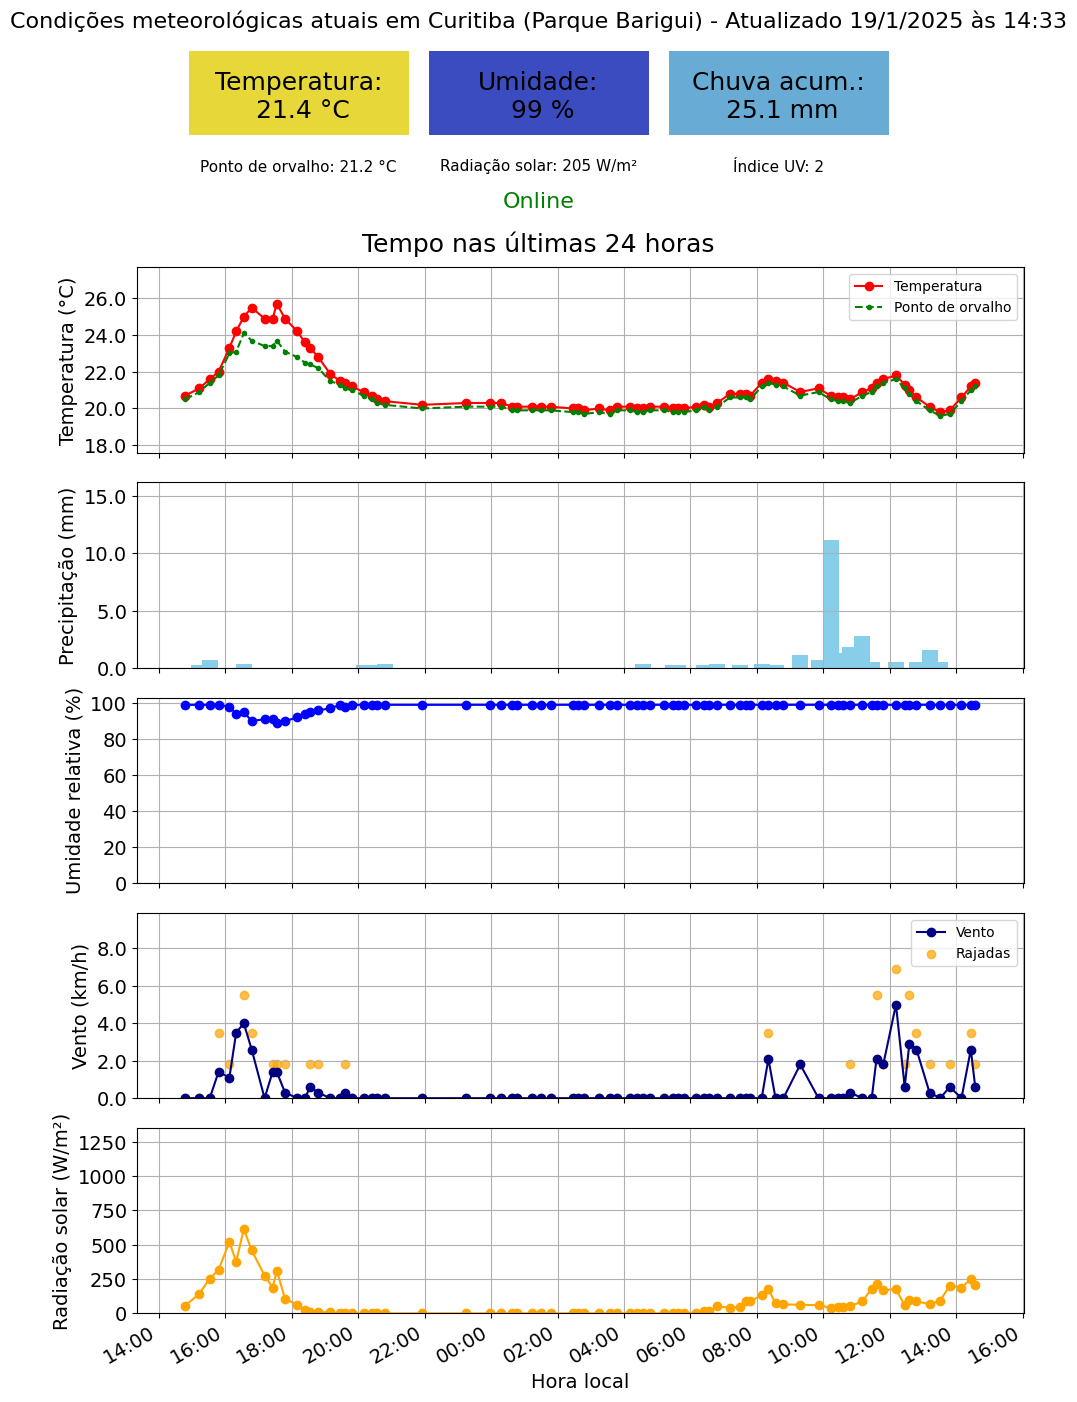 Condições meteorológicas atuais em Curitiba (Parque Barigui) - Atualizado 19/1/2025 às 14:33
Temperatura:
21.4 °C
Umidade:
99 %
Chuva acum.:
25.1 mm
Ponto de orvalho: 21.2 °C
Radiação solar: 205 W/m²
Índice UV: 2
Online
Tempo nas últimas 24 horas
Temperatura (°C)
26.0
24.0
22.0
20.0
18.0
Temperatura
Ponto de orvalho
Precipitação (mm)
15.0
10.0
5.0
0.0
Umidade relativa (%)
100
80
60
40
20
0
Vento (km/h)
8.0
6.0
4.0
2.0
0.0
Vento
Rajadas
Radiação solar (W/m²)
1250
1000
750
500
250
0
14:00
16:00
18:00
20:00
22:00
00:00
02:00
04:00
06:00
08:00
10:00
12:00
14:00
16:00
Hora local